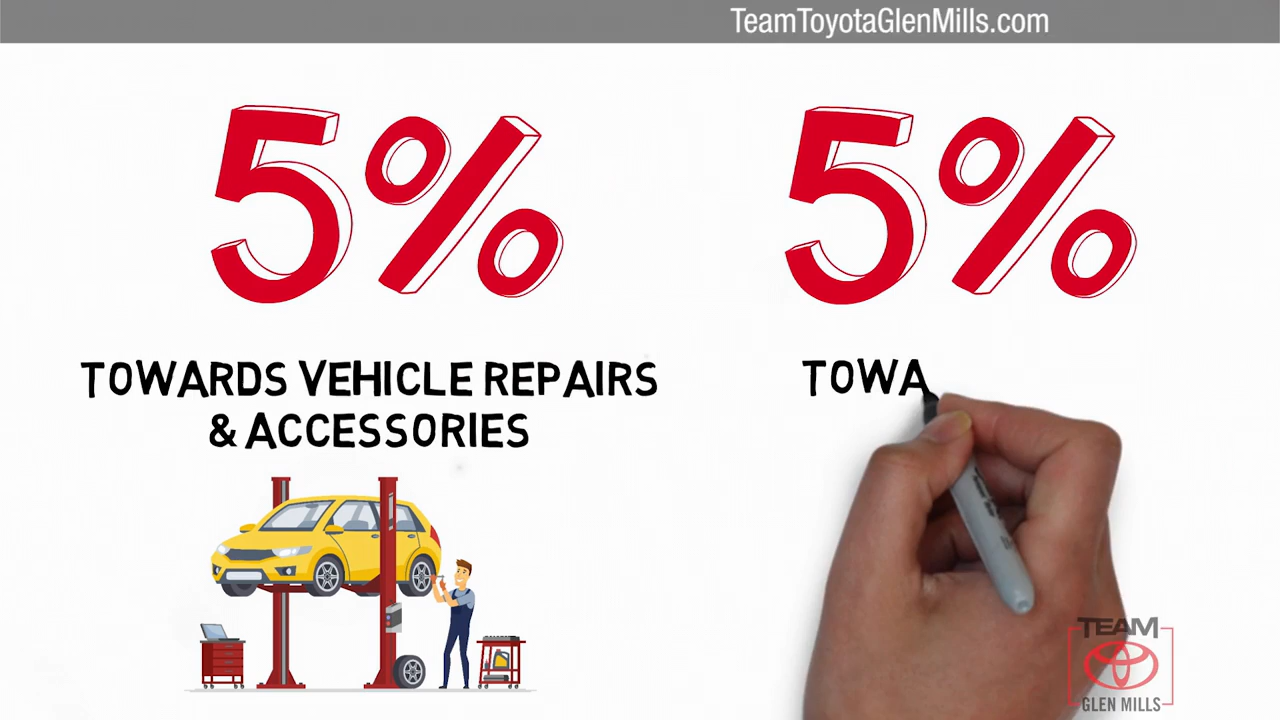 TeamToyotaGlenMills.com
5% 5%
TOWARDS VEHICLE REPAIRS
& ACCESSORIES
TOWA
TEAM
GLEN MILLS